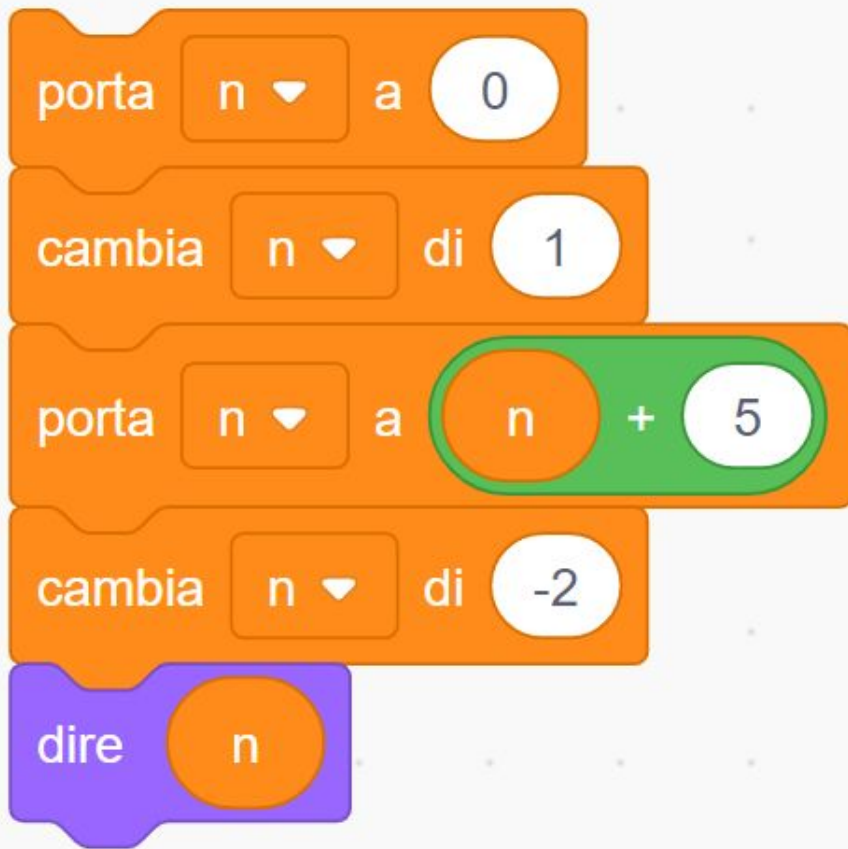 porta n a 0
cambia n di 1
porta n a n + 5
cambia n di -2
dire n